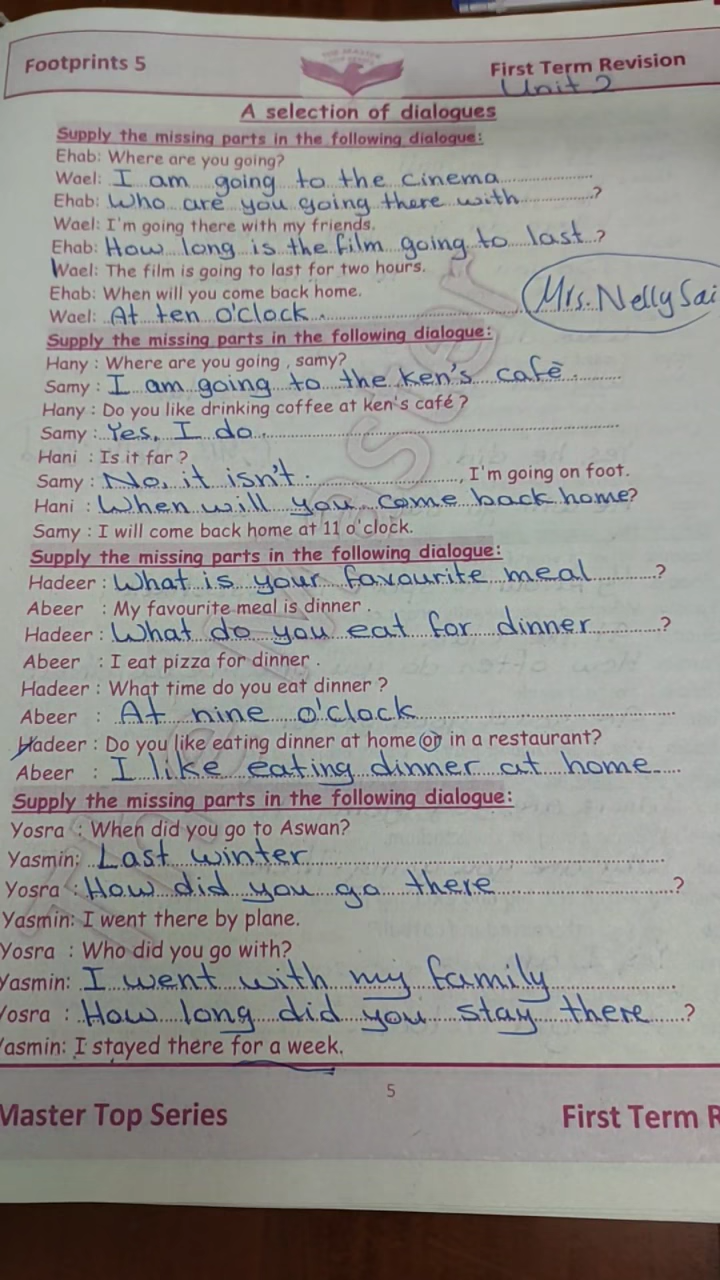 Footprints 5
First Term Revision
Unit 2
A selection of dialogues
Supply the missing parts in the following dialogue:
Ehab: Where are you going?
Wael: I am going to the cinema
Ehab: Who are you going there with ?
Wael: I'm going there with my friends.
Ehab: How long is the film going to last ?
Wael: The film is going to last for two hours.
Ehab: When will you come back home.
Wael: At ten o'clock .
Mrs. Nelly Sai
Supply the missing parts in the following dialogue:
Hany : Where are you going , samy?
Samy : I am going to the Ken's cafè .
Hany : Do you like drinking coffee at ken's café ?
Samy : Yes, I do .
Hani : Is it far ?
Samy : No, it isn't , I'm going on foot.
Hani : When will you come back home?
Samy : I will come back home at 11 o'clock.
Supply the missing parts in the following dialogue:
Hadeer : What is your favourite meal ?
Abeer : My favourite meal is dinner .
Hadeer : What do you eat for dinner ?
Abeer : I eat pizza for dinner .
Hadeer : What time do you eat dinner ?
Abeer : At nine o'clock
Hadeer : Do you like eating dinner at home or in a restaurant?
Abeer : I like eating dinner at home
Supply the missing parts in the following dialogue:
Yosra : When did you go to Aswan?
Yasmin: Last winter
Yosra : How did you go there ?
Yasmin: I went there by plane.
Yosra : Who did you go with?
Yasmin: I went with my family
Yosra : How long did you stay there ?
Yasmin: I stayed there for a week.
5
Master Top Series
First Term R